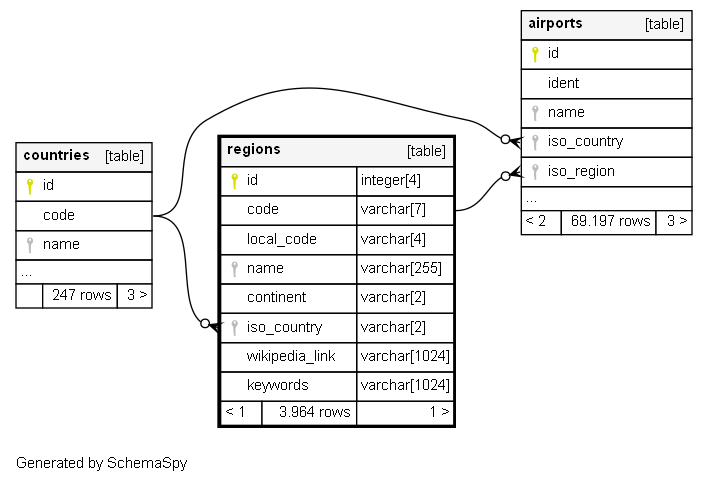 airports [table]
id
ident
name
iso_country
iso_region
...
< 2 69.197 rows 3 >
countries [table]
id
code
name
...
247 rows 3 >
regions [table]
id integer[4]
code varchar[7]
local_code varchar[4]
name varchar[255]
continent varchar[2]
iso_country varchar[2]
wikipedia_link varchar[1024]
keywords varchar[1024]
< 1 3.964 rows 1 >
Generated by SchemaSpy